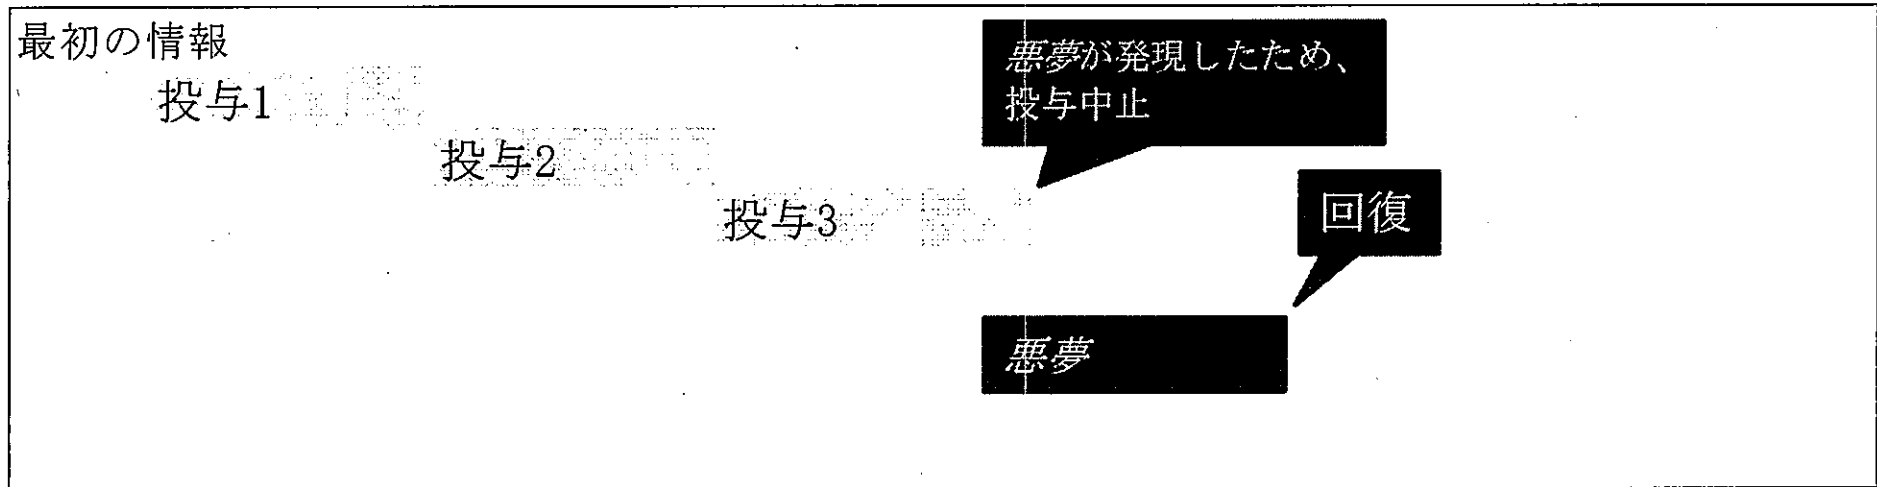 最初の情報
投与1
投与2
投与3
悪夢が発現したため、
投与中止
回復
悪夢